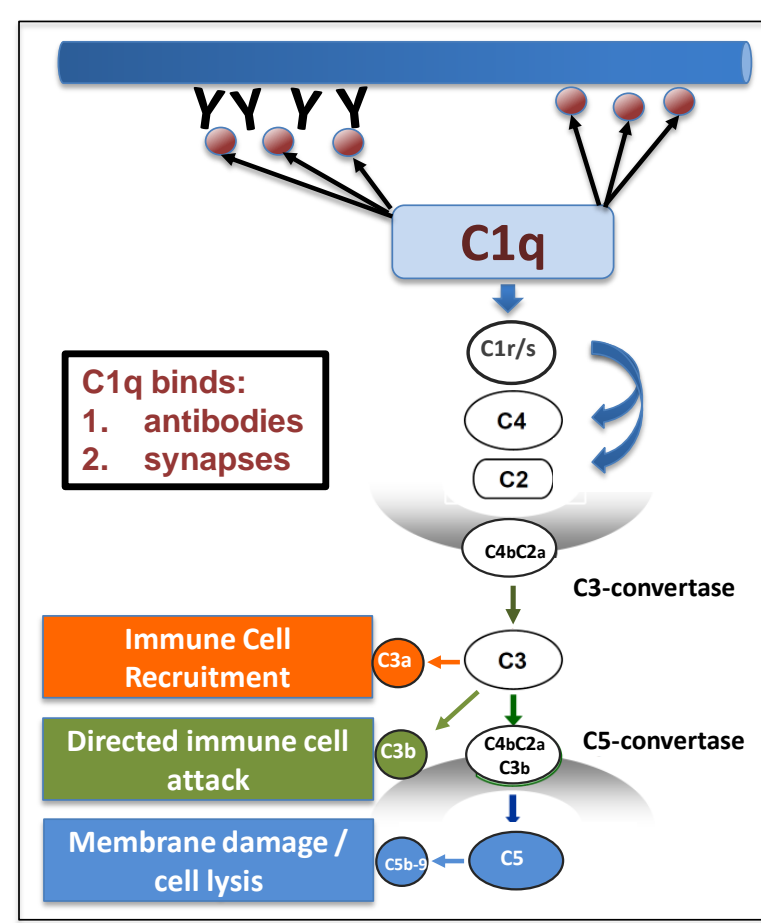 C1q
C1r/s
C1q binds:
1. antibodies
2. synapses
C4
C2
C4bC2a
C3-convertase
Immune Cell
Recruitment
C3a
C3
Directed immune cell
attack
C3b
C4bC2a
C3b
C5-convertase
Membrane damage /
cell lysis
C5b-9
C5